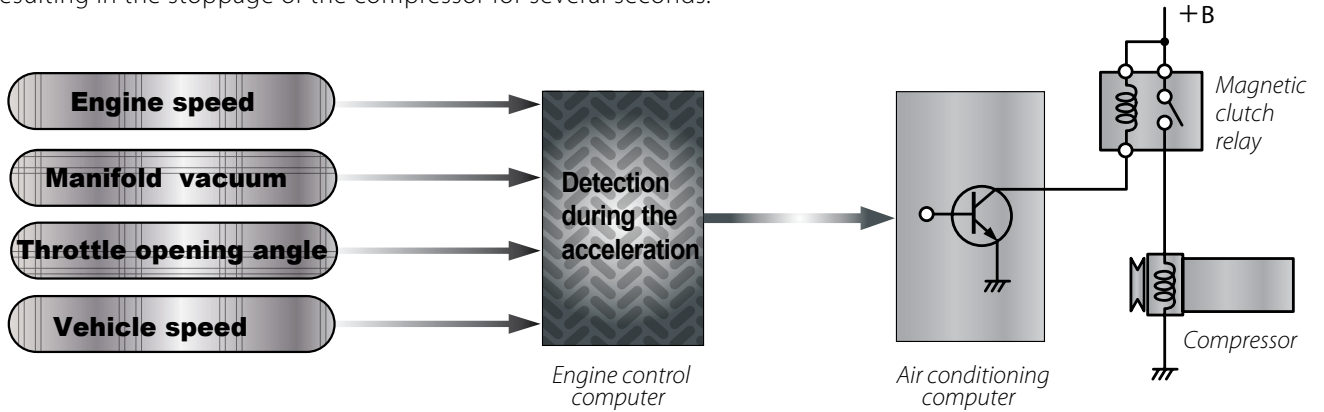 resulting in the stoppage of the compressor for several seconds.
+B
Engine speed
Manifold vacuum
Throttle opening angle
Vehicle speed
Detection
during the
acceleration
Engine control
computer
Air conditioning
computer
Magnetic
clutch
relay
Compressor